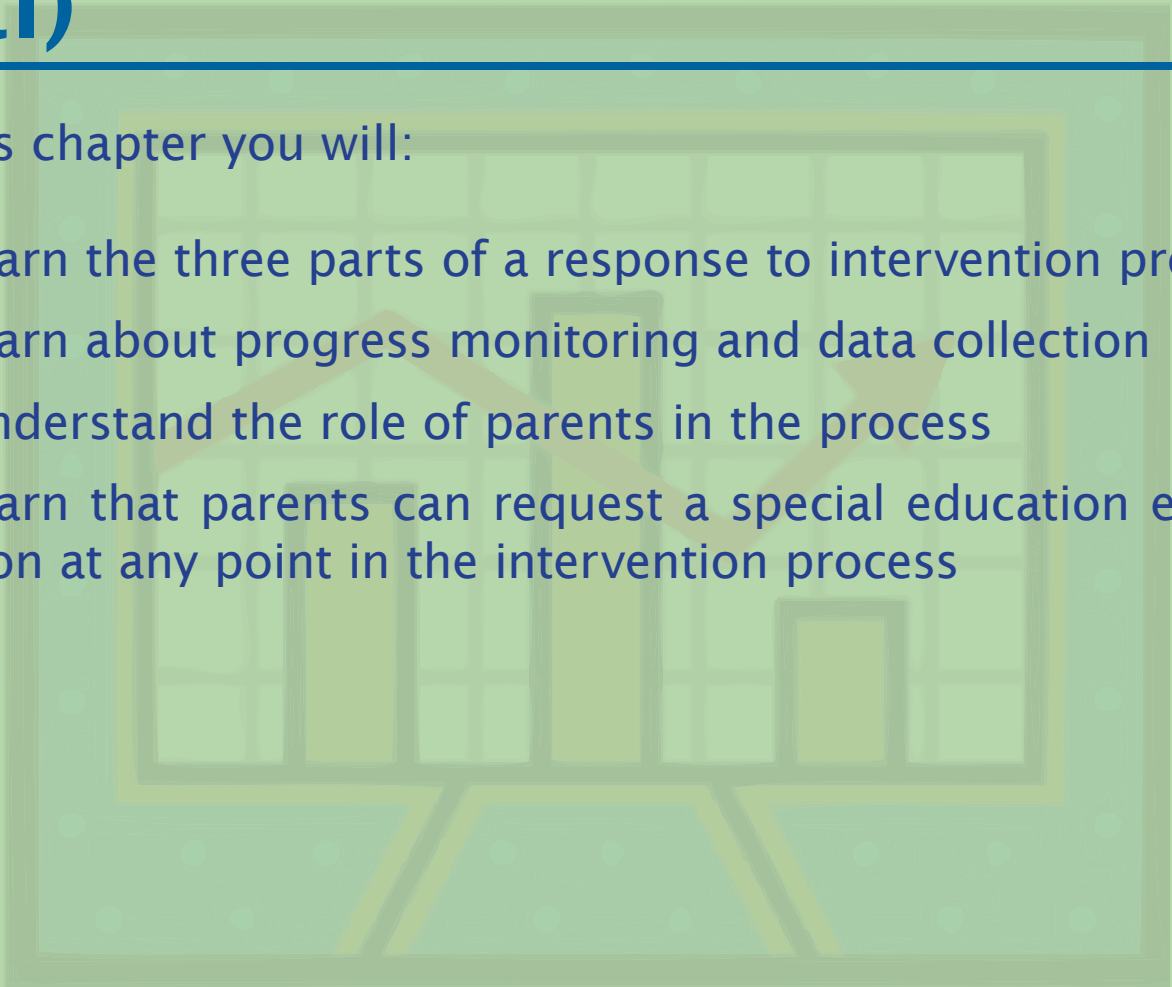 I)
s chapter you will:
arn the three parts of a response to intervention pr
arn about progress monitoring and data collection
nderstand the role of parents in the process
arn that parents can request a special education e
on at any point in the intervention process